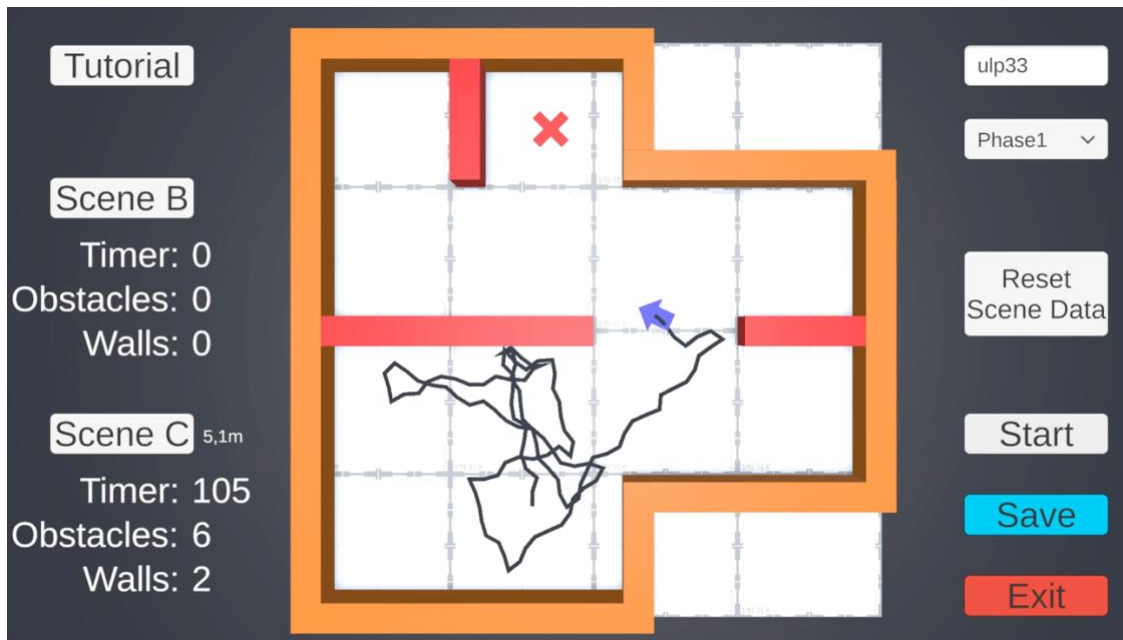 Tutorial
Scene B
Timer: 0
Obstacles: 0
Walls: 0
Scene C 5,1m
Timer: 105
Obstacles: 6
Walls: 2
ulp33
Phase1
Reset
Scene Data
Start
Save
Exit